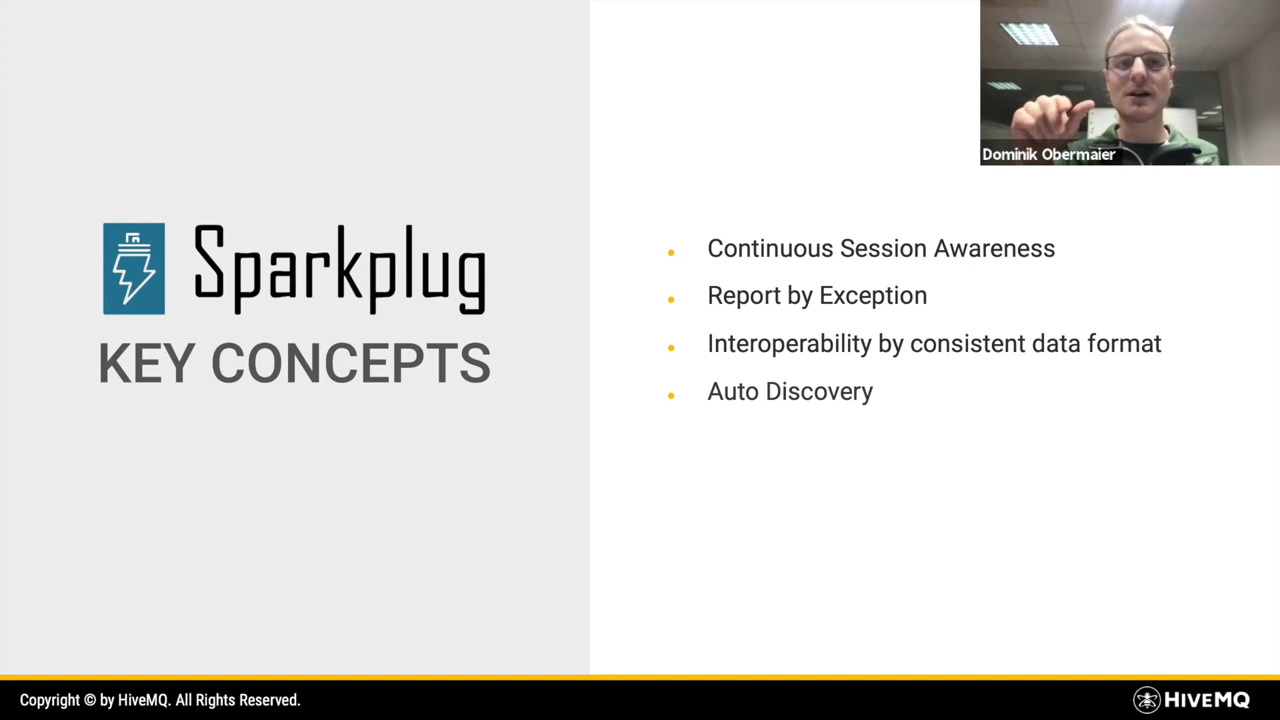 Dominik Obermaier
Sparkplug
KEY CONCEPTS
Continuous Session Awareness
Report by Exception
Interoperability by consistent data format
Auto Discovery
Copyright © by HiveMQ. All Rights Reserved.
HIVEMQ